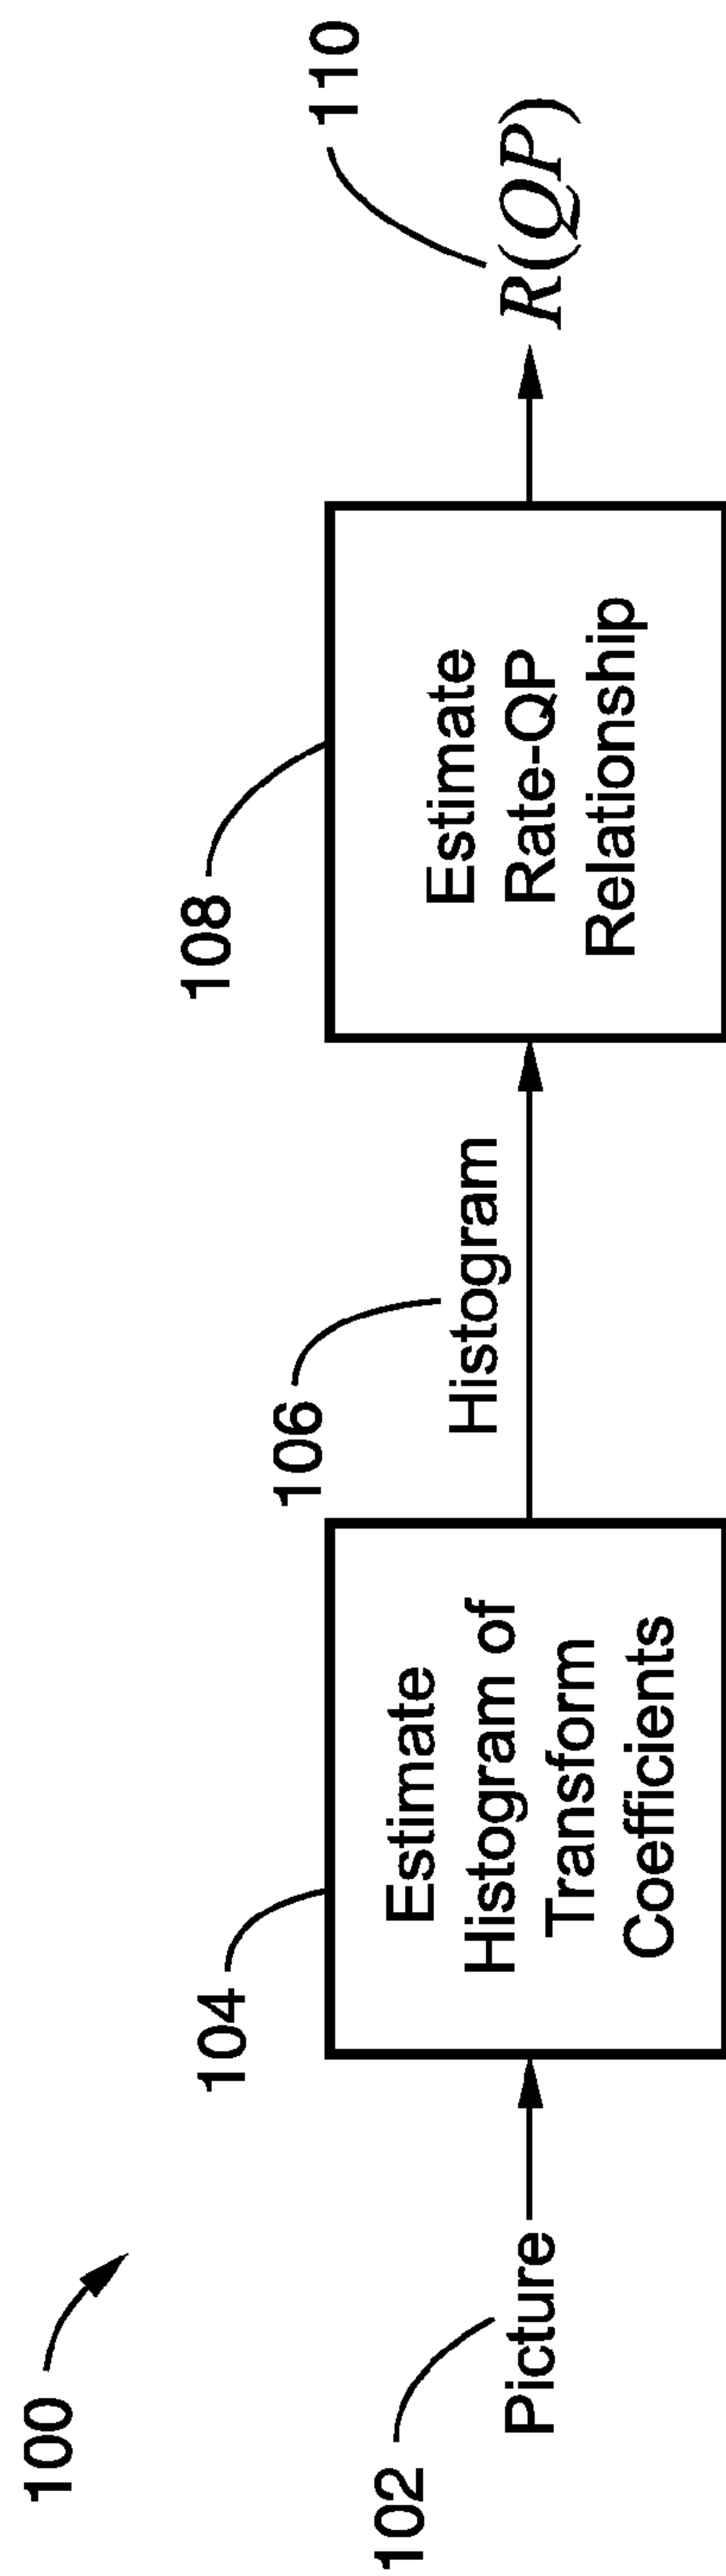 100
102
Picture
104
Estimate
Histogram of
Transform
Coefficients
106
Histogram
108
Estimate
Rate-QP
Relationship
110
R(QP)